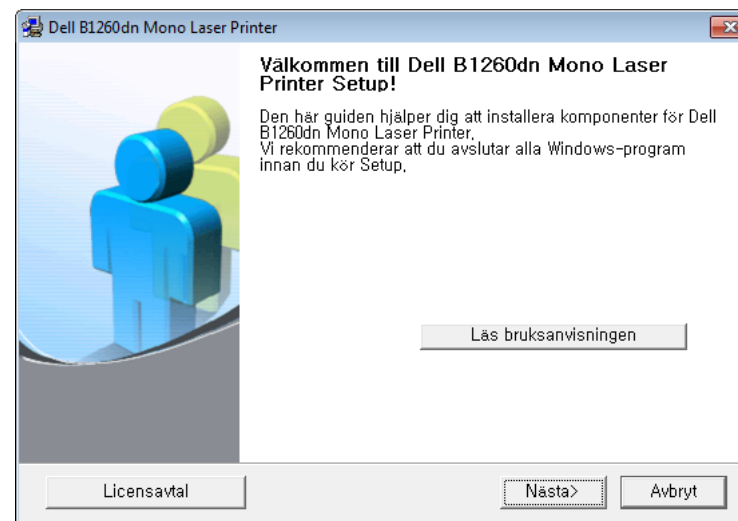 Dell B1260dn Mono Laser Printer
Välkommen till Dell B1260dn Mono Laser
Printer Setup!
Den här guiden hjälper dig att installera komponenter för Dell
B1260dn Mono Laser Printer.
Vi rekommenderar att du avslutar alla Windows-program
innan du kör Setup.
Läs bruksanvisningen
Licensavtal
Nästa>
Avbryt